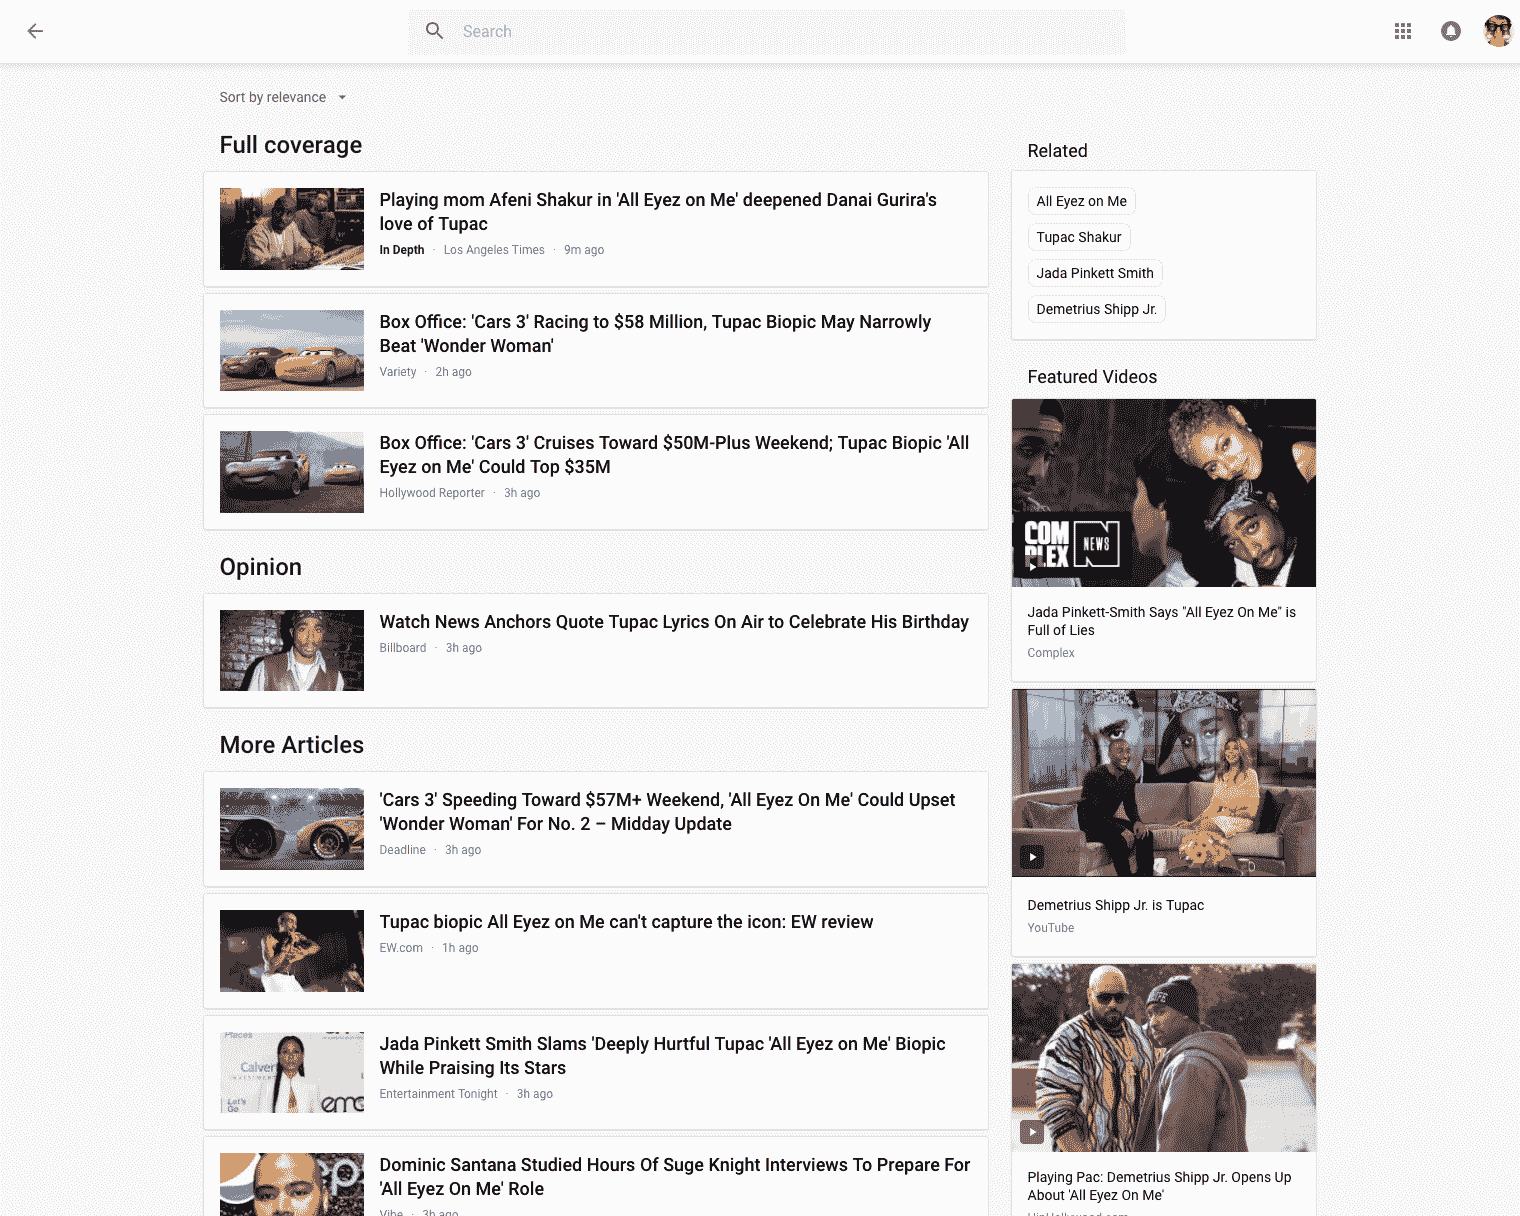 Search
Sort by relevance
Full coverage
Playing mom Afeni Shakur in 'All Eyez on Me' deepened Danai Gurira's
love of Tupac
In Depth · Los Angeles Times · 9m ago
Box Office: 'Cars 3' Racing to $58 Million, Tupac Biopic May Narrowly
Beat 'Wonder Woman'
Variety · 2h ago
Box Office: 'Cars 3' Cruises Toward $50M-Plus Weekend; Tupac Biopic 'All
Eyez on Me' Could Top $35M
Hollywood Reporter · 3h ago
Opinion
Watch News Anchors Quote Tupac Lyrics On Air to Celebrate His Birthday
Billboard · 3h ago
More Articles
'Cars 3' Speeding Toward $57M+ Weekend, 'All Eyez On Me' Could Upset
'Wonder Woman' For No. 2 – Midday Update
Deadline · 3h ago
Tupac biopic All Eyez on Me can't capture the icon: EW review
EW.com · 1h ago
Pieces
Calver
Let's
Go
Jada Pinkett Smith Slams 'Deeply Hurtful Tupac 'All Eyez on Me' Biopic
While Praising Its Stars
Entertainment Tonight · 3h ago
Dominic Santana Studied Hours Of Suge Knight Interviews To Prepare For
'All Eyez On Me' Role
Vibe · 3h ago
Related
All Eyez on Me
Tupac Shakur
Jada Pinkett Smith
Demetrius Shipp Jr.
Featured Videos
COM
PLEX
NEWS
Jada Pinkett-Smith Says "All Eyez On Me" is
Full of Lies
Complex
Demetrius Shipp Jr. is Tupac
YouTube
Playing Pac: Demetrius Shipp Jr. Opens Up
About 'All Eyez On Me'
HipHollywood.com